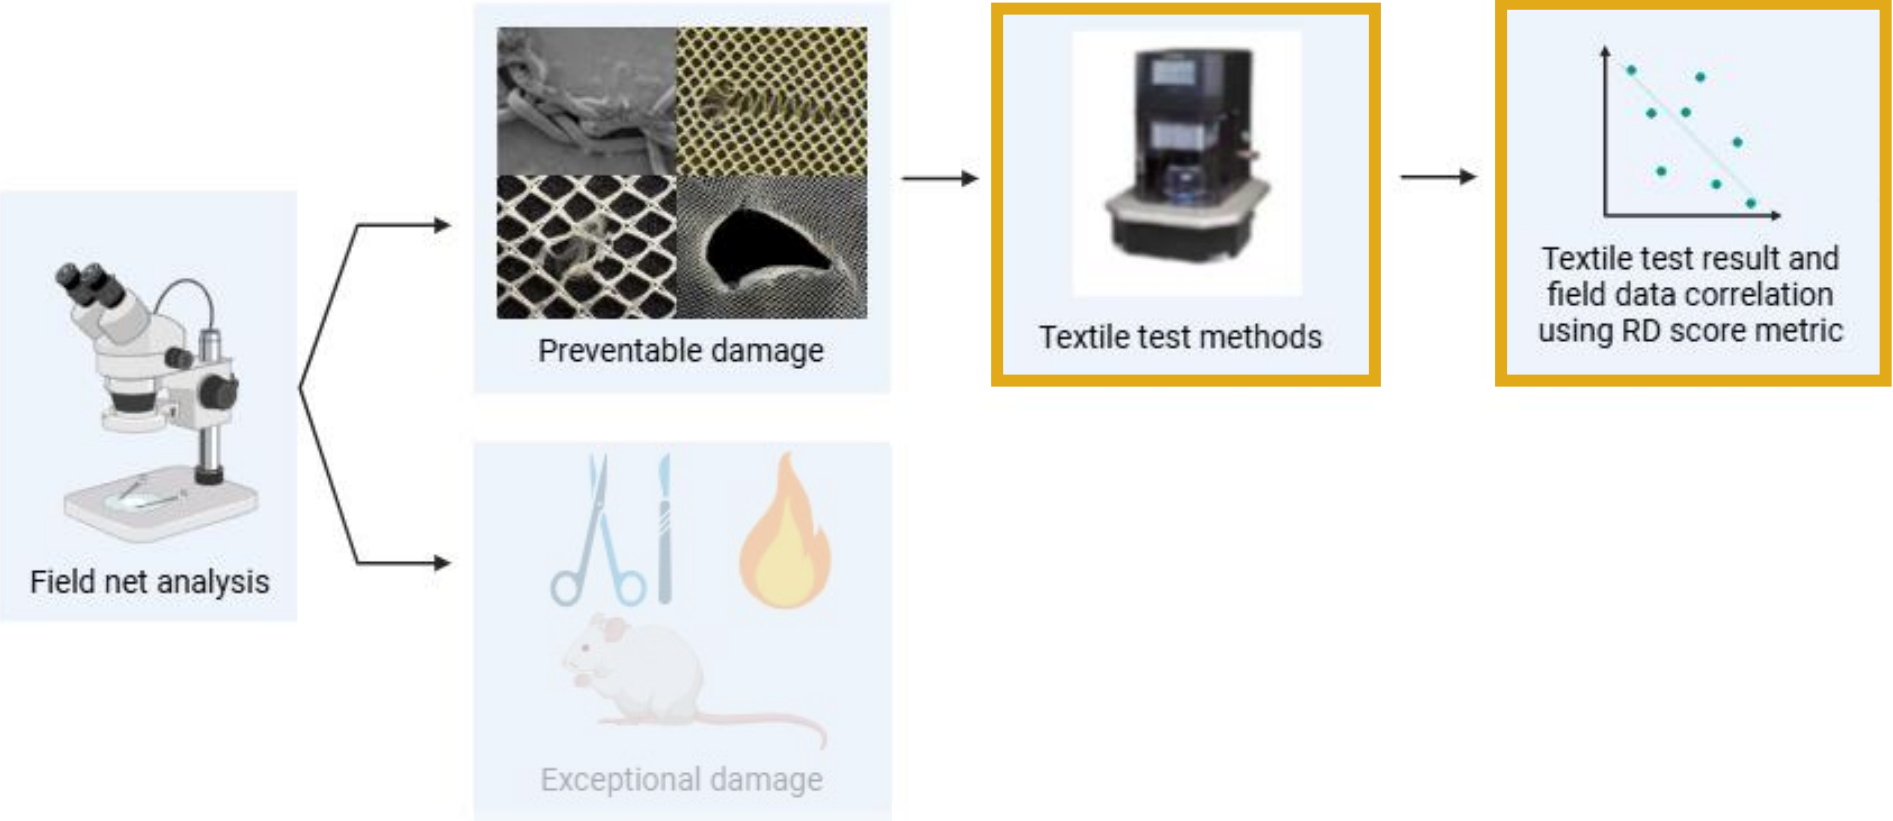 Field net analysis
Preventable damage
Exceptional damage
Textile test methods
Textile test result and
field data correlation
using RD score metric